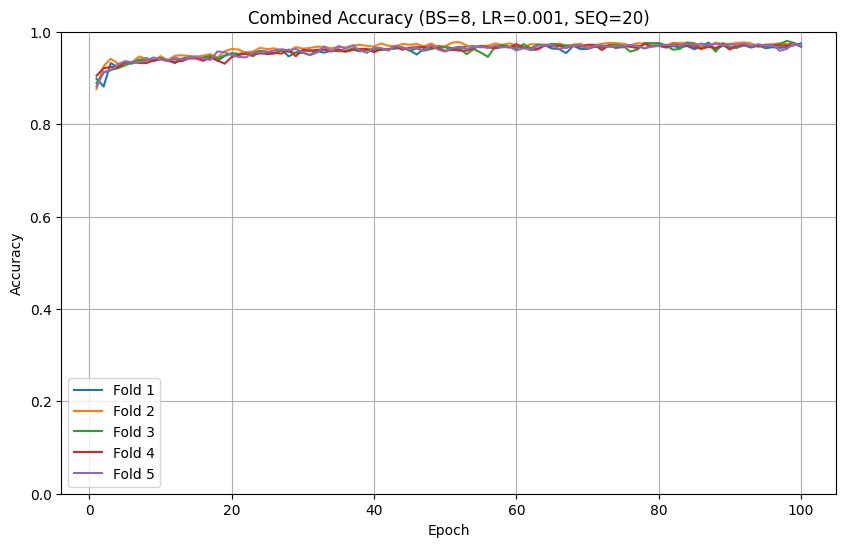 Combined Accuracy (BS=8, LR=0.001, SEQ=20)
Accuracy
1.0
0.8
0.6
0.4
0.2
0.0
Fold 1
Fold 2
Fold 3
Fold 4
Fold 5
0 20 40 60 80 100
Epoch